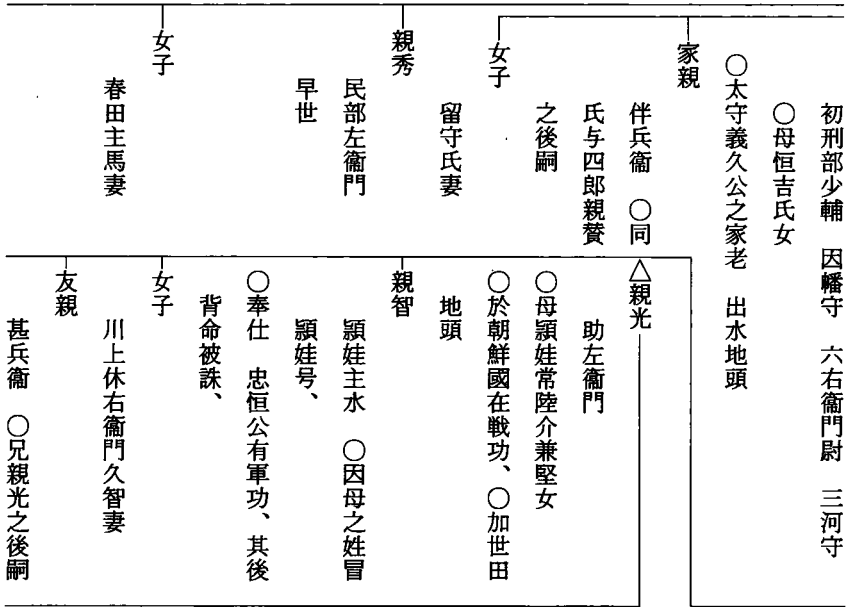 初刑部少輔　因幡守　六右衞門尉　三河守
○母恒吉氏女
○太守義久公之家老　出水地頭
家親
伴兵衞　○同
氏与四郎親賛
之後嗣
女子
留守氏妻
親秀
民部左衞門
早世
女子
春田主馬妻
△親光
助左衞門
○母頴娃常陸介兼堅女
○於朝鮮國在戦功、○加世田
地頭
親智
頴娃主水　○因母之姓冒
頴娃号、
○奉仕　忠恒公有軍功、其後
背命被誅、
女子
川上休右衞門久智妻
友親
甚兵衞　○兄親光之後嗣